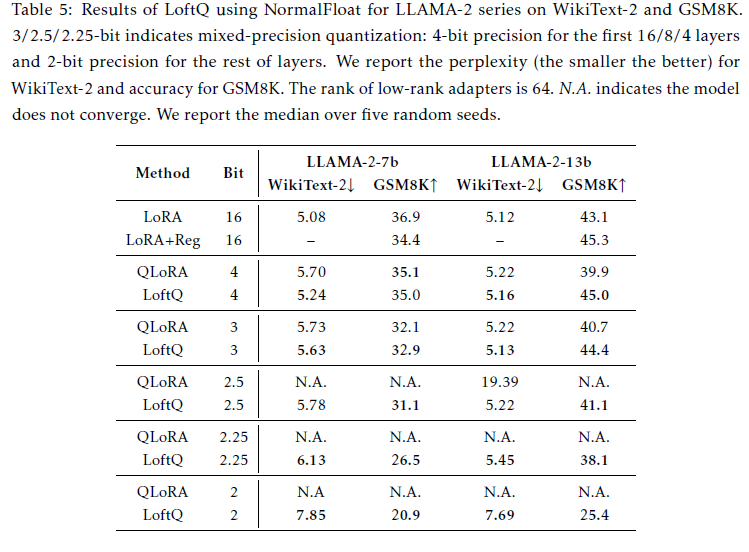 Table 5: Results of LoftQ using NormalFloat for LLAMA-2 series on WikiText-2 and GSM8K.
3/2.5/2.25-bit indicates mixed-precision quantization: 4-bit precision for the first 16/8/4 layers
and 2-bit precision for the rest of layers. We report the perplexity (the smaller the better) for
WikiText-2 and accuracy for GSM8K. The rank of low-rank adapters is 64. N.A. indicates the model
does not converge. We report the median over five random seeds.
Method Bit LLAMA-2-7b LLAMA-2-13b
WikiText-2↓ GSM8K↑ WikiText-2↓ GSM8K↑
LoRA 16 5.08 36.9 5.12 43.1
LoRA+Reg 16 – 34.4 – 45.3
QLoRA 4 5.70 35.1 5.22 39.9
LoftQ 4 5.24 35.0 5.16 45.0
QLoRA 3 5.73 32.1 5.22 40.7
LoftQ 3 5.63 32.9 5.13 44.4
QLoRA 2.5 N.A. N.A. 19.39 N.A.
LoftQ 2.5 5.78 31.1 5.22 41.1
QLoRA 2.25 N.A. N.A. N.A. N.A.
LoftQ 2.25 6.13 26.5 5.45 38.1
QLoRA 2 N.A N.A. N.A. N.A.
LoftQ 2 7.85 20.9 7.69 25.4